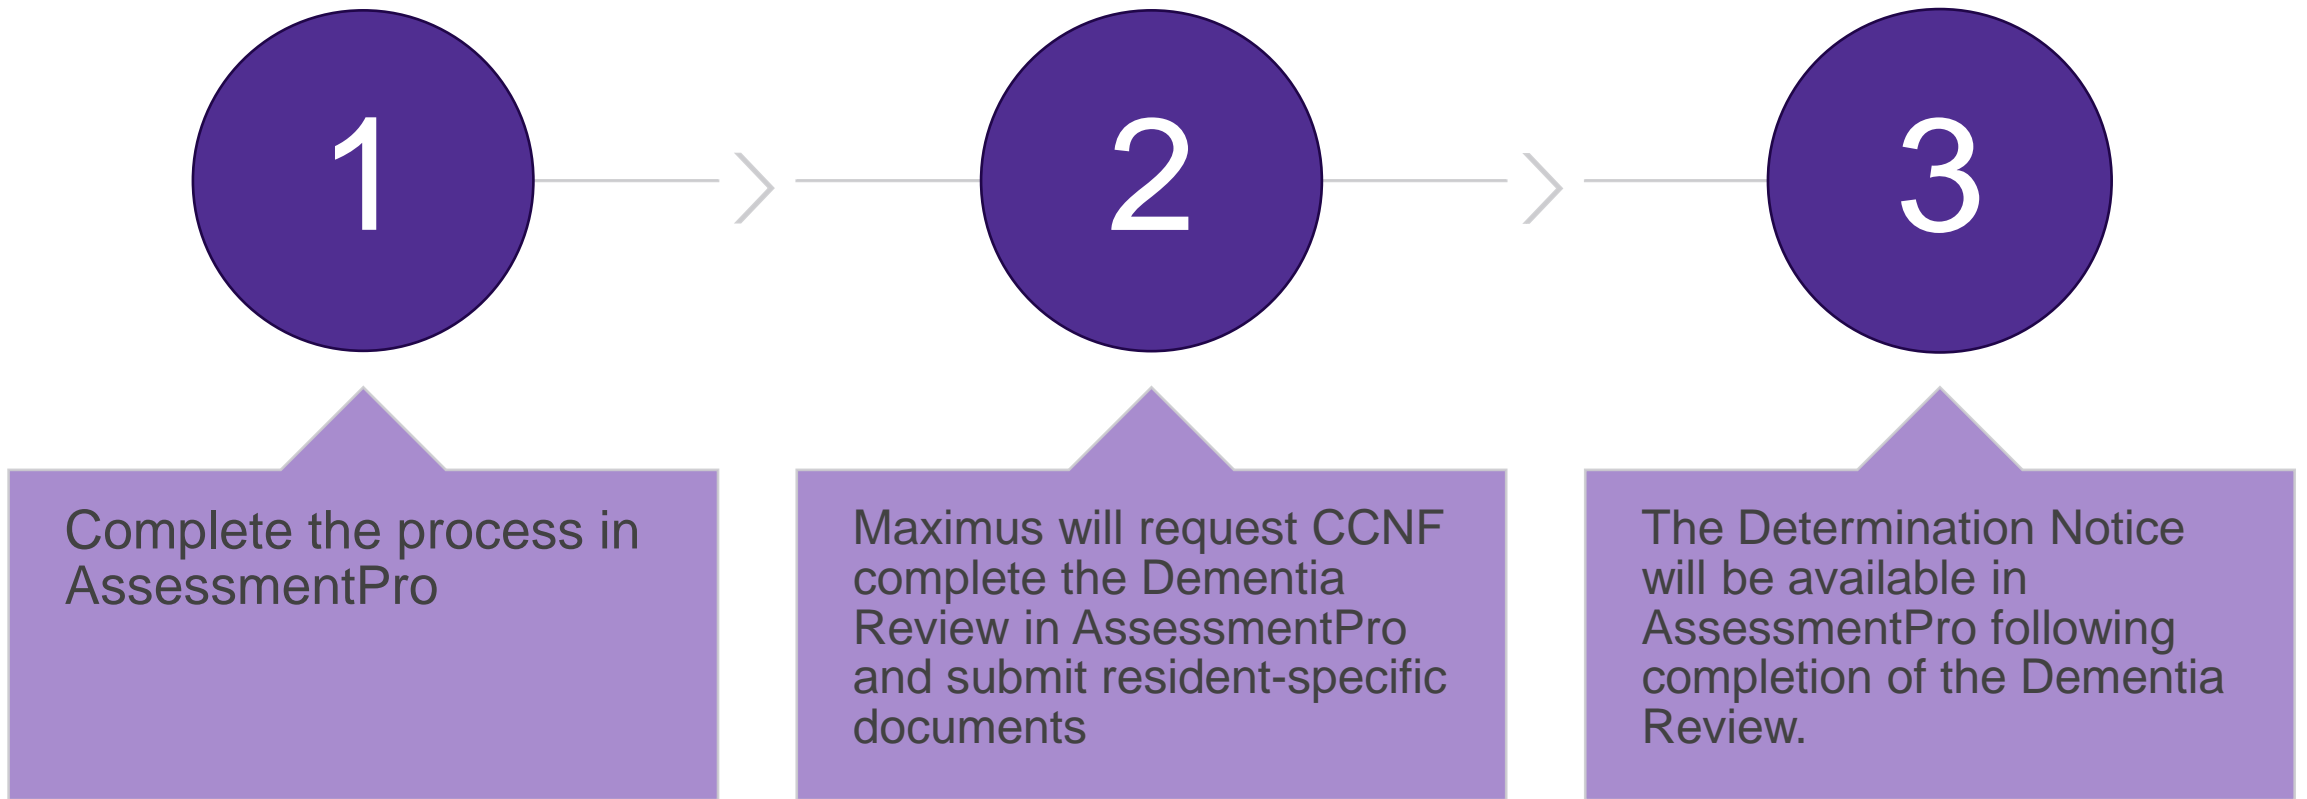 1
2
3
Complete the process in
AssessmentPro
Maximus will request CCNF
complete the Dementia
Review in AssessmentPro
and submit resident-specific
documents
The Determination Notice
will be available in
AssessmentPro following
completion of the Dementia
Review.